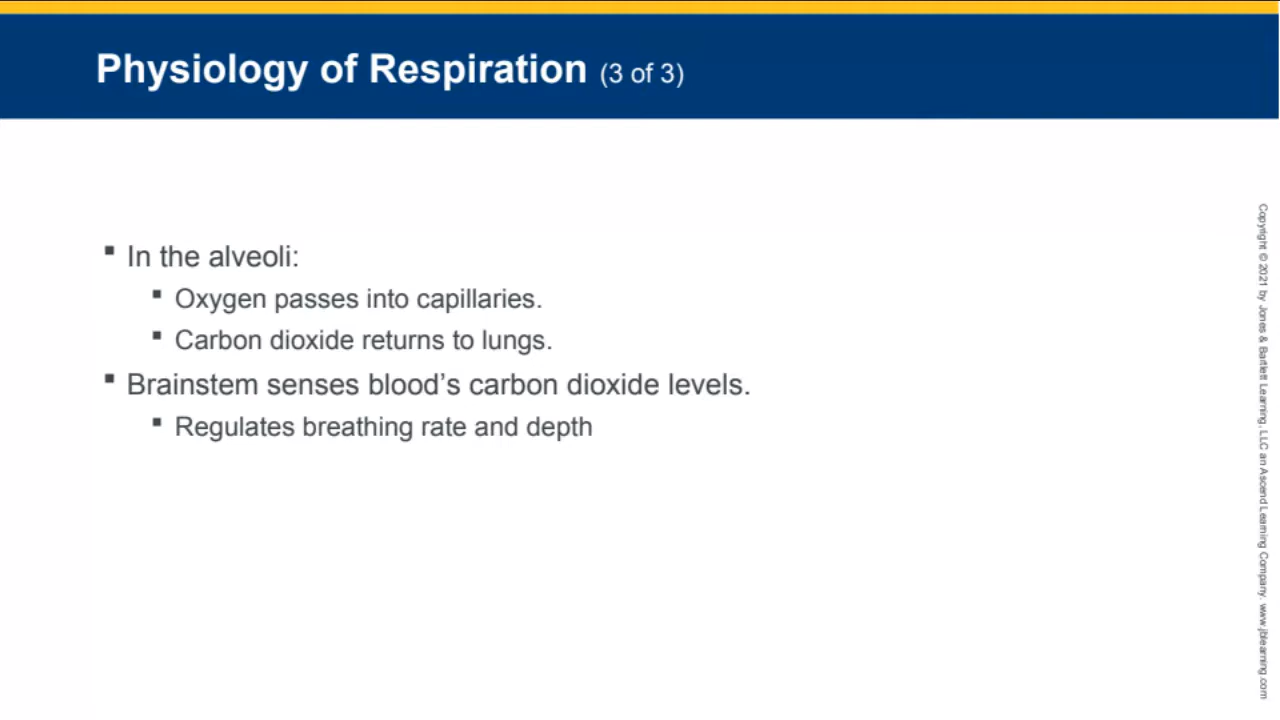 Physiology of Respiration (3 of 3)
▪ In the alveoli:
▪ Oxygen passes into capillaries.
▪ Carbon dioxide returns to lungs.
▪ Brainstem senses blood’s carbon dioxide levels.
▪ Regulates breathing rate and depth
Copyright © 2021 by Jones & Bartlett Learning, LLC an Ascend Learning Company. www.jblearning.com